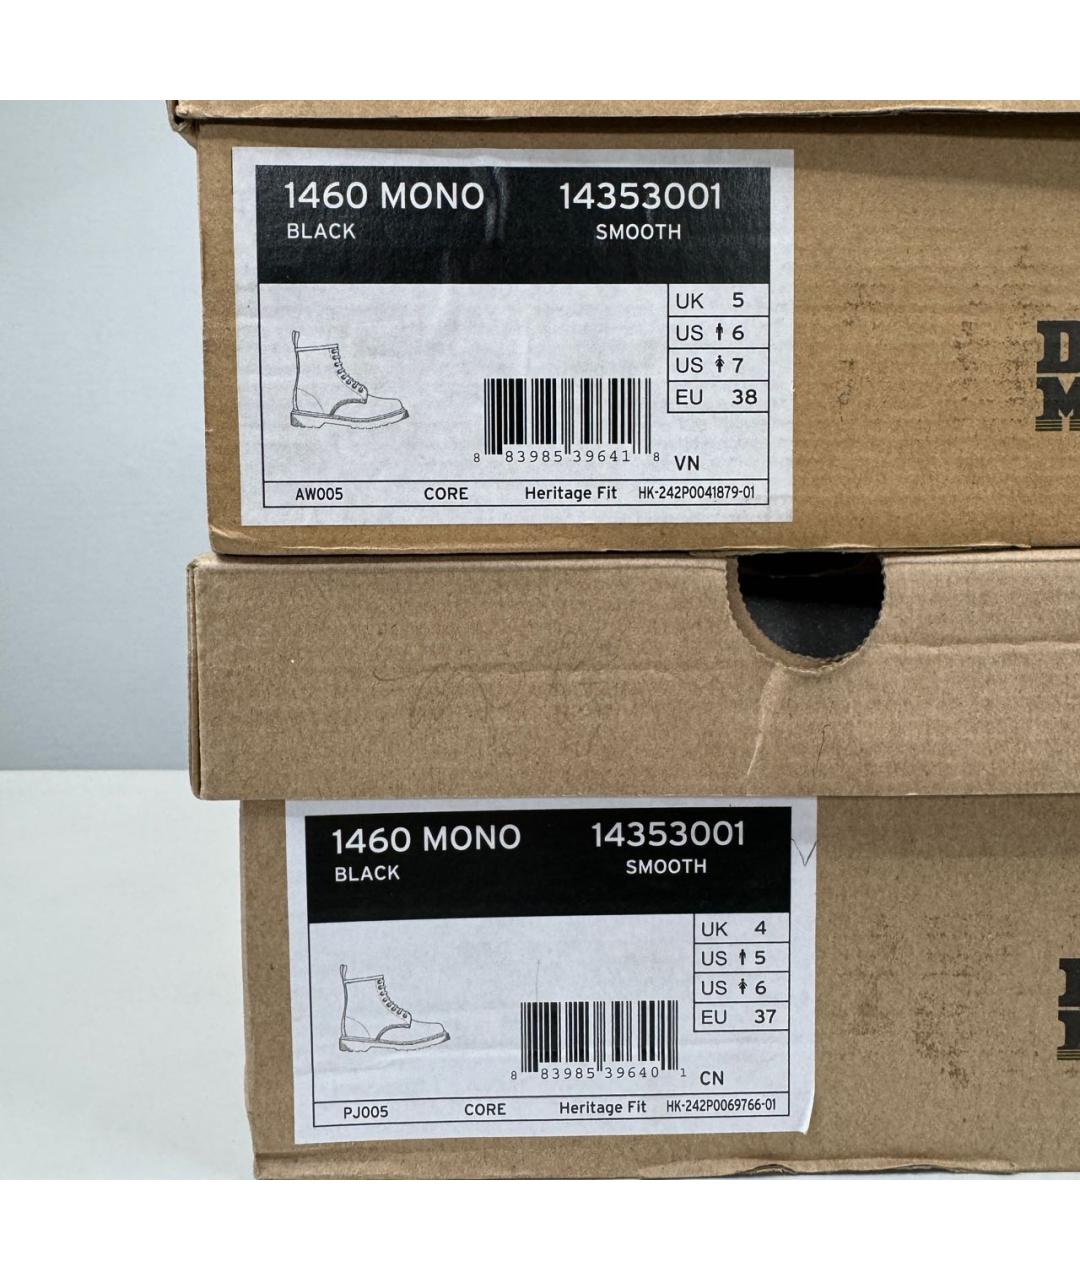 1460 MONO 14353001
BLACK SMOOTH
UK 5
US 6
US 7
EU 38
8 83985 39641 8 VN
AW005 CORE Heritage Fit HK-242P0041879-01
D
M
1460 MONO 14353001
BLACK SMOOTH
UK 4
US 5
US 6
EU 37
8 83985 39640 1 CN
PJ005 CORE Heritage Fit HK-242P0069766-01